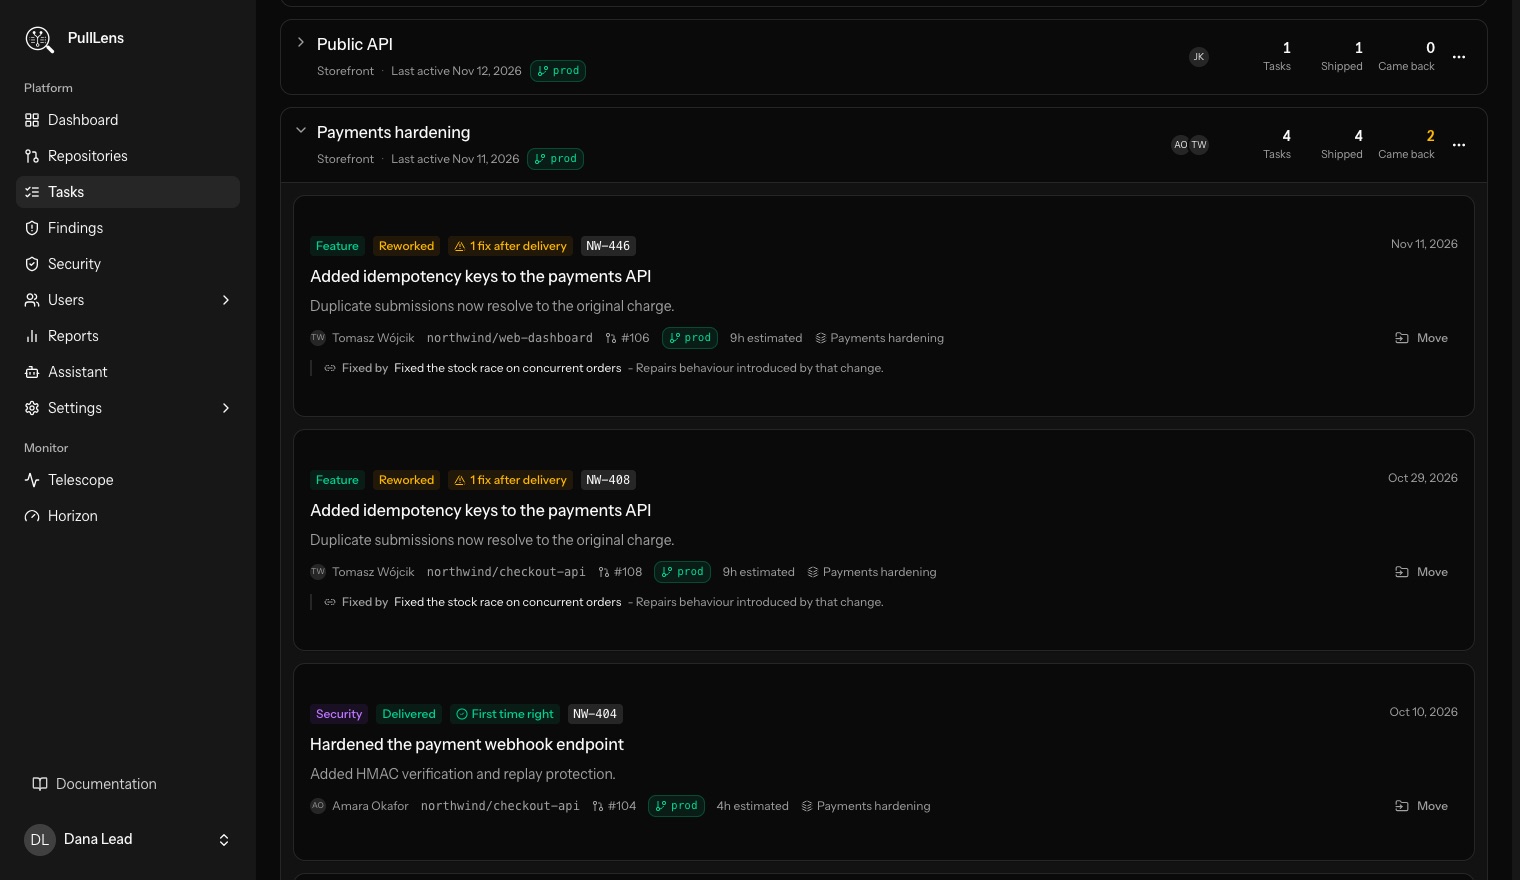 PullLens
Platform
Dashboard
Repositories
Tasks
Findings
Security
Users
Reports
Assistant
Settings
Monitor
Telescope
Horizon
Documentation
DL Dana Lead
Public API
Storefront · Last active Nov 12, 2026 prod
JK
1 Tasks
1 Shipped
0 Came back
Payments hardening
Storefront · Last active Nov 11, 2026 prod
AO TW
4 Tasks
4 Shipped
2 Came back
Feature Reworked 1 fix after delivery NW-446 Nov 11, 2026
Added idempotency keys to the payments API
Duplicate submissions now resolve to the original charge.
TW Tomasz Wójcik northwind/web-dashboard #106 prod 9h estimated Payments hardening Move
Fixed by Fixed the stock race on concurrent orders - Repairs behaviour introduced by that change.
Feature Reworked 1 fix after delivery NW-408 Oct 29, 2026
Added idempotency keys to the payments API
Duplicate submissions now resolve to the original charge.
TW Tomasz Wójcik northwind/checkout-api #108 prod 9h estimated Payments hardening Move
Fixed by Fixed the stock race on concurrent orders - Repairs behaviour introduced by that change.
Security Delivered First time right NW-404 Oct 10, 2026
Hardened the payment webhook endpoint
Added HMAC verification and replay protection.
AO Amara Okafor northwind/checkout-api #104 prod 4h estimated Payments hardening Move